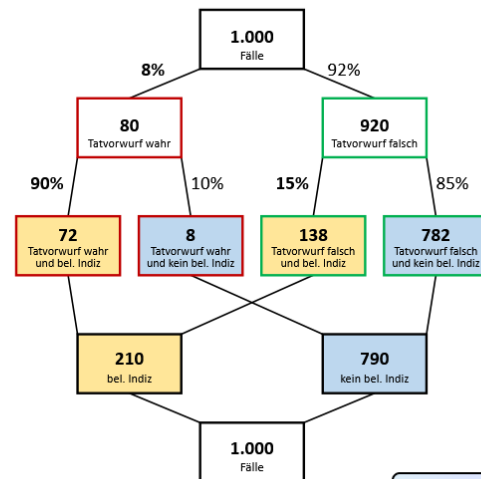 1.000
Fälle
8%
92%
80
Tatvorwurf wahr
920
Tatvorwurf falsch
90%
10%
15%
85%
72
Tatvorwurf wahr
und bel. Indiz
8
Tatvorwurf wahr
und kein bel. Indiz
138
Tatvorwurf falsch
und bel. Indiz
782
Tatvorwurf falsch
und kein bel. Indiz
210
bel. Indiz
790
kein bel. Indiz
1.000
Fälle